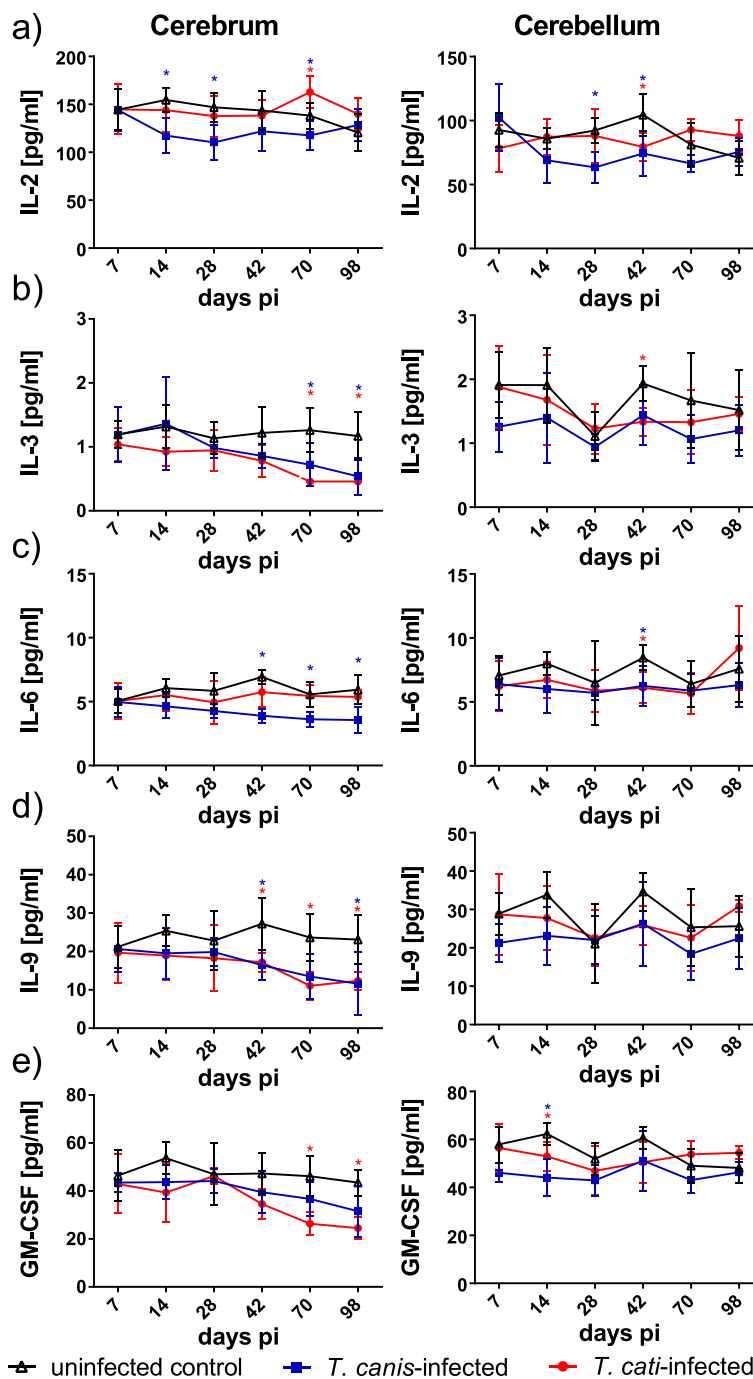 a) Cerebrum Cerebellum
IL-2 [pg/ml]
200
150
100
50
0
7 14 28 42 70 98
days pi
* * * *
IL-2 [pg/ml]
150
100
50
0
7 14 28 42 70 98
days pi
* * *
b)
IL-3 [pg/ml]
3
2
1
0
7 14 28 42 70 98
days pi
* * * *
IL-3 [pg/ml]
3
2
1
0
7 14 28 42 70 98
days pi
*
c)
IL-6 [pg/ml]
15
10
5
0
7 14 28 42 70 98
days pi
* * *
IL-6 [pg/ml]
15
10
5
0
7 14 28 42 70 98
days pi
* *
d)
IL-9 [pg/ml]
50
40
30
20
10
0
7 14 28 42 70 98
days pi
* * * * *
IL-9 [pg/ml]
50
40
30
20
10
0
7 14 28 42 70 98
days pi
e)
GM-CSF [pg/ml]
80
60
40
20
0
7 14 28 42 70 98
days pi
* *
GM-CSF [pg/ml]
80
60
40
20
0
7 14 28 42 70 98
days pi
* *
uninfected control T. canis-infected T. cati-infected